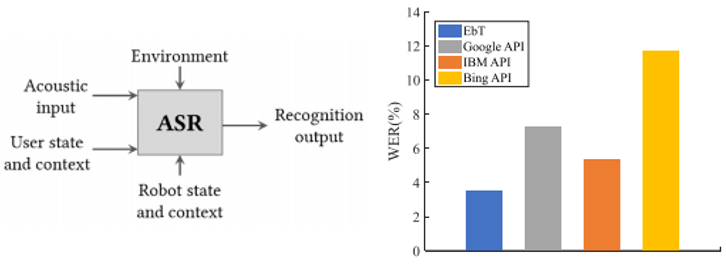 Environment
Acoustic
input
ASR
Recognition
output
User state
and context
Robot state
and context
14
12
10
8
6
4
2
0
WER(%)
EbT
Google API
IBM API
Bing API